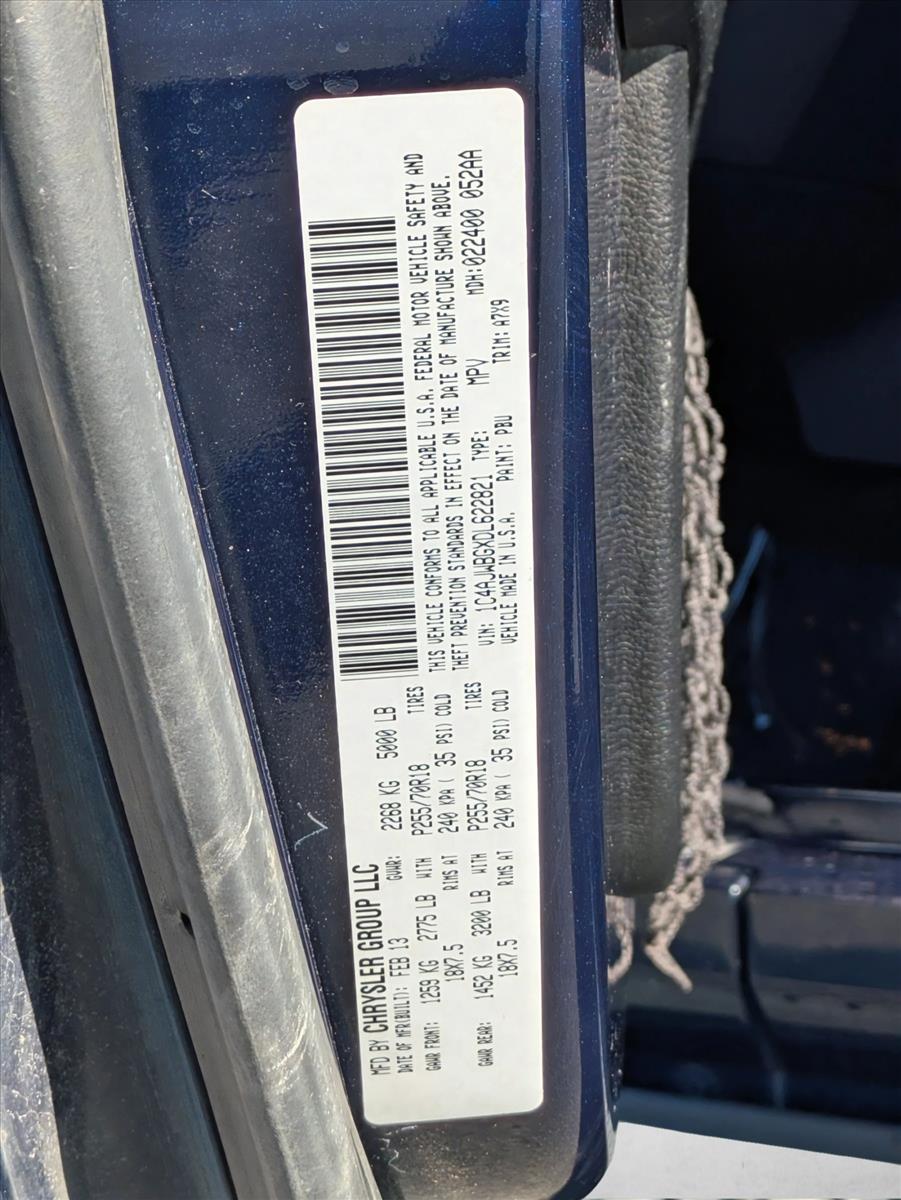 MFD BY CHRYSLER GROUP LLC
DATE OF MFR(BUILT): FEB 13 GVWR: 2268 KG 5000 LB
GAWR FRONT: 1259 KG 2775 LB WITH P255/70R18 TIRES
18X7.5 RIMS AT 240 KPA ( 35 PSI) COLD
GAWR REAR: 1452 KG 3200 LB WITH P255/70R18 TIRES
18X7.5 RIMS AT 240 KPA ( 35 PSI) COLD
THIS VEHICLE CONFORMS TO ALL APPLICABLE U.S.A. FEDERAL MOTOR VEHICLE SAFETY AND
THEFT PREVENTION STANDARDS IN EFFECT ON THE DATE OF MANUFACTURE SHOWN ABOVE.
VIN: 1C4AJWBGXDL622821 TYPE: MPV MDH:022400 052AA
VEHICLE MADE IN U.S.A. PAINT: PBU TRIM: A7X9